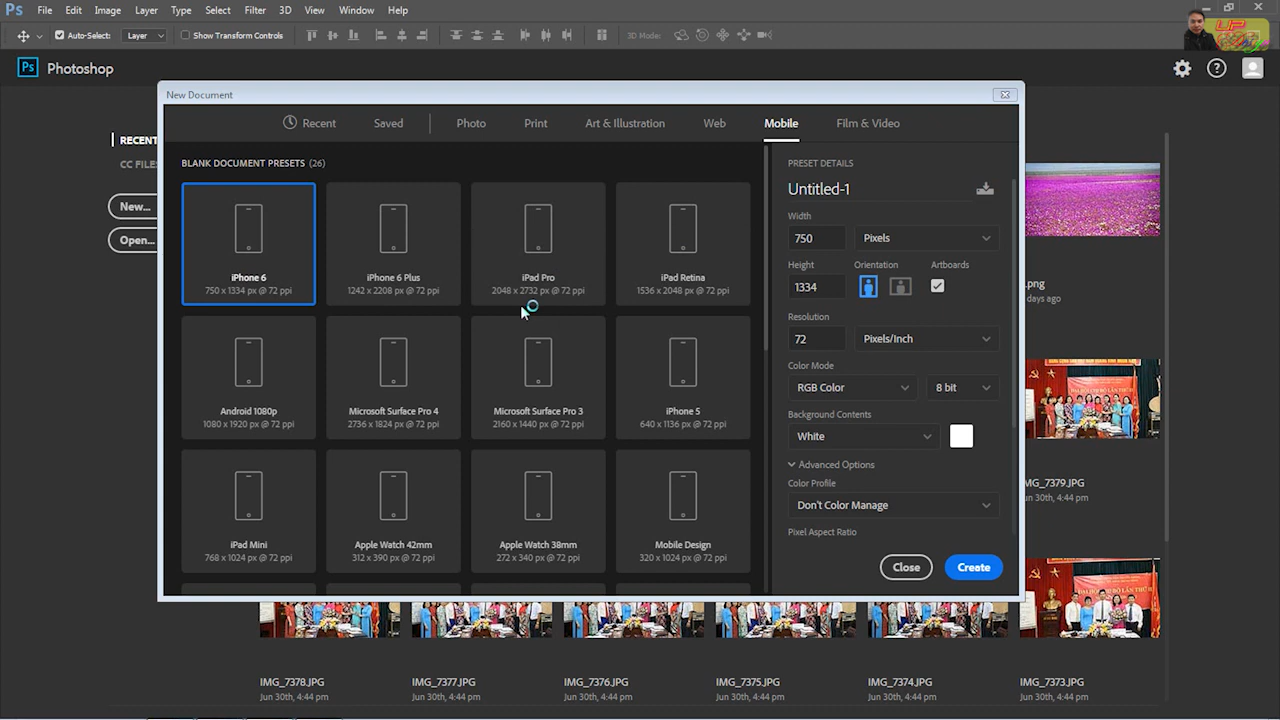 Ps File Edit Image Layer Type Select Filter 3D View Window Help
Auto-Select: Layer Show Transform Controls 3D Mode:
UP
Ps Photoshop
New Document
RECENT
CC FILES
New...
Open...
Recent Saved Photo Print Art & Illustration Web Mobile Film & Video
BLANK DOCUMENT PRESETS (26)
iPhone 6
750 x 1334 px @ 72 ppi
iPhone 6 Plus
1242 x 2208 px @ 72 ppi
iPad Pro
2048 x 2732 px @ 72 ppi
iPad Retina
1536 x 2048 px @ 72 ppi
Android 1080p
1080 x 1920 px @ 72 ppi
Microsoft Surface Pro 4
2736 x 1824 px @ 72 ppi
Microsoft Surface Pro 3
2160 x 1440 px @ 72 ppi
iPhone 5
640 x 1136 px @ 72 ppi
iPad Mini
768 x 1024 px @ 72 ppi
Apple Watch 42mm
312 x 390 px @ 72 ppi
Apple Watch 38mm
272 x 340 px @ 72 ppi
Mobile Design
320 x 1024 px @ 72 ppi
PRESET DETAILS
Untitled-1
Width
750 Pixels
Height Orientation Artboards
1334
Resolution
72 Pixels/Inch
Color Mode
RGB Color 8 bit
Background Contents
White
Advanced Options
Color Profile
Don't Color Manage
Pixel Aspect Ratio
Close Create
.png
days ago
MG_7379.JPG
un 30th, 4:44 pm
IMG_7378.JPG
Jun 30th, 4:44 pm
IMG_7377.JPG
Jun 30th, 4:44 pm
IMG_7376.JPG
Jun 30th, 4:44 pm
IMG_7375.JPG
Jun 30th, 4:44 pm
IMG_7374.JPG
Jun 30th, 4:44 pm
IMG_7373.JPG
Jun 30th, 4:44 pm